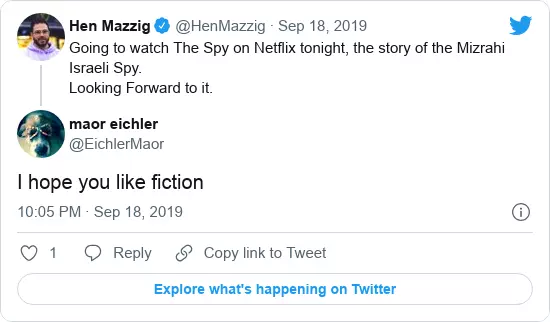 Hen Mazzig @HenMazzig · Sep 18, 2019
Going to watch The Spy on Netflix tonight, the story of the Mizrahi
Israeli Spy.
Looking Forward to it.
maor eichler
@EichlerMaor
I hope you like fiction
10:05 PM · Sep 18, 2019
1 Reply Copy link to Tweet
Explore what's happening on Twitter